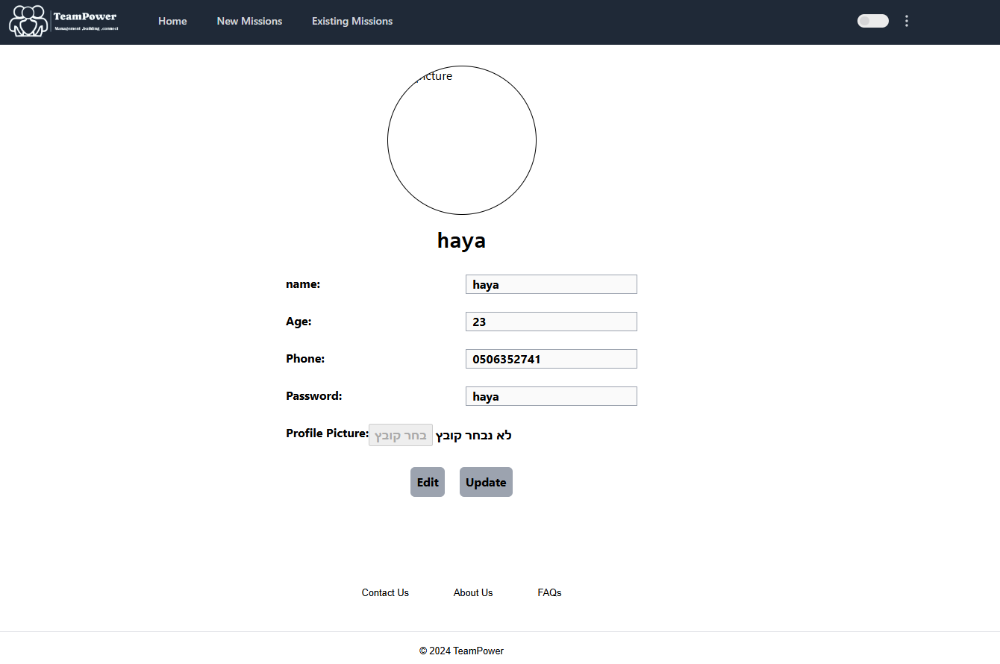 TeamPower
Management ,building ,connect
Home New Missions Existing Missions
picture
haya
name: haya
Age: 23
Phone: 0506352741
Password: haya
Profile Picture: בחר קובץ לא נבחר קובץ
Edit Update
Contact Us About Us FAQs
© 2024 TeamPower